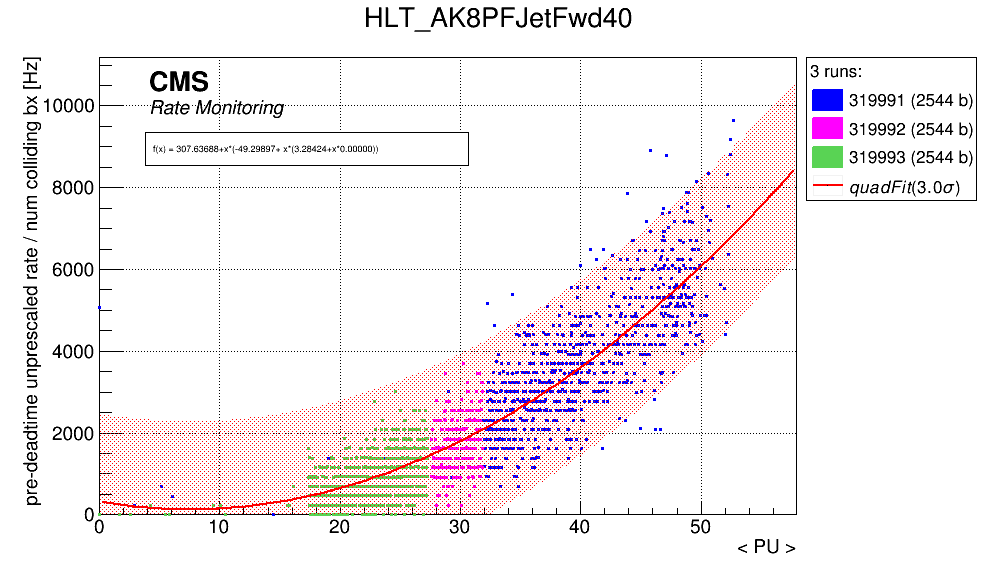 HLT_AK8PFJetFwd40
pre-deadtime unprescaled rate / num colliding bx [Hz]
CMS
Rate Monitoring
f(x) = 307.63688+x*(-49.29897+ x*(3.28424+x*0.00000))
10000
8000
6000
4000
2000
0
0 10 20 30 40 50
< PU >
3 runs:
319991 (2544 b)
319992 (2544 b)
319993 (2544 b)
quadFit(3.0σ)